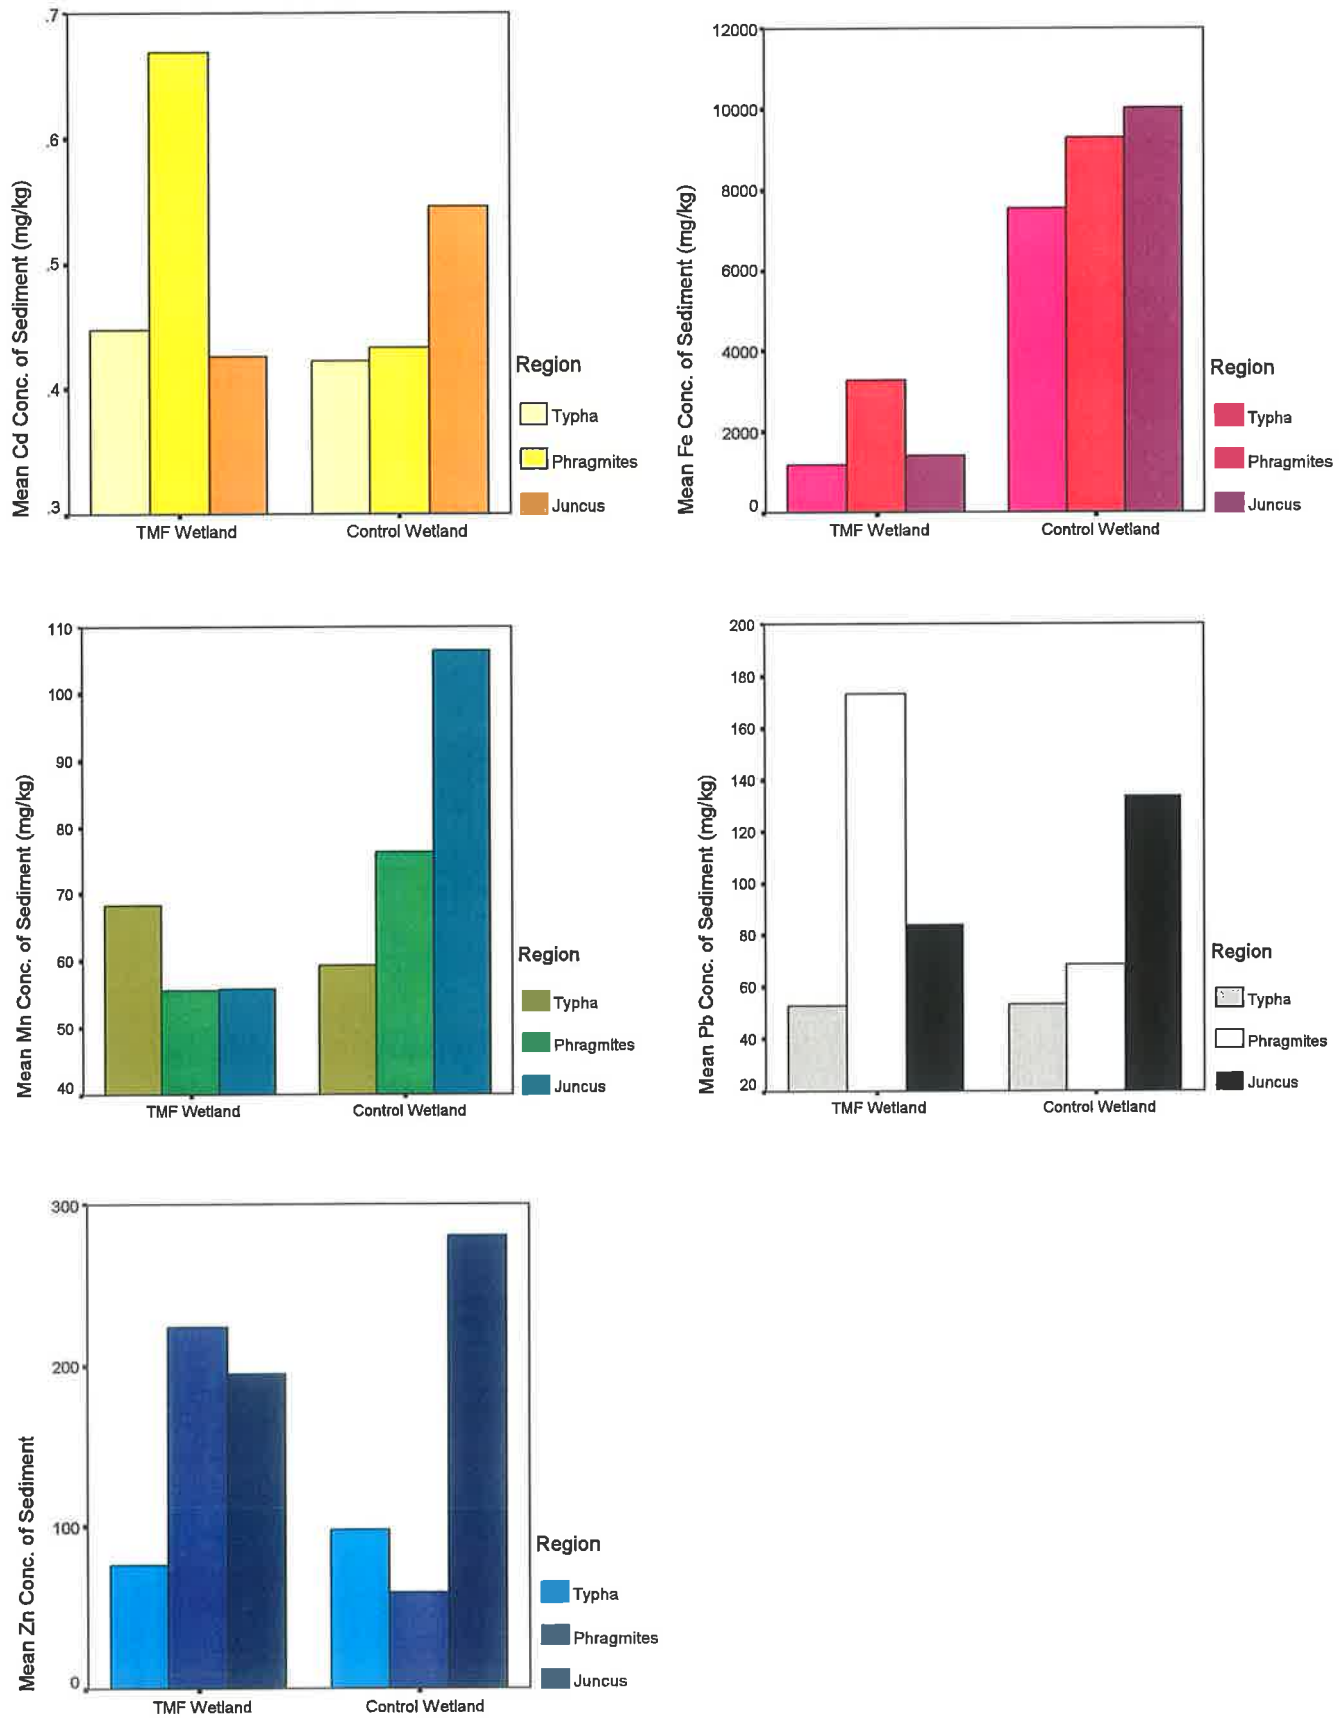 Mean Cd Conc. of Sediment (mg/kg)
.7
.6
.5
.4
.3
TMF Wetland
Control Wetland
Region
Typha
Phragmites
Juncus
Mean Fe Conc. of Sediment (mg/kg)
12000
10000
8000
6000
4000
2000
0
TMF Wetland
Control Wetland
Region
Typha
Phragmites
Juncus
Mean Mn Conc. of Sediment (mg/kg)
110
100
90
80
70
60
50
40
TMF Wetland
Control Wetland
Region
Typha
Phragmites
Juncus
Mean Pb Conc. of Sediment (mg/kg)
200
180
160
140
120
100
80
60
40
20
TMF Wetland
Control Wetland
Region
Typha
Phragmites
Juncus
Mean Zn Conc. of Sediment
300
200
100
0
TMF Wetland
Control Wetland
Region
Typha
Phragmites
Juncus